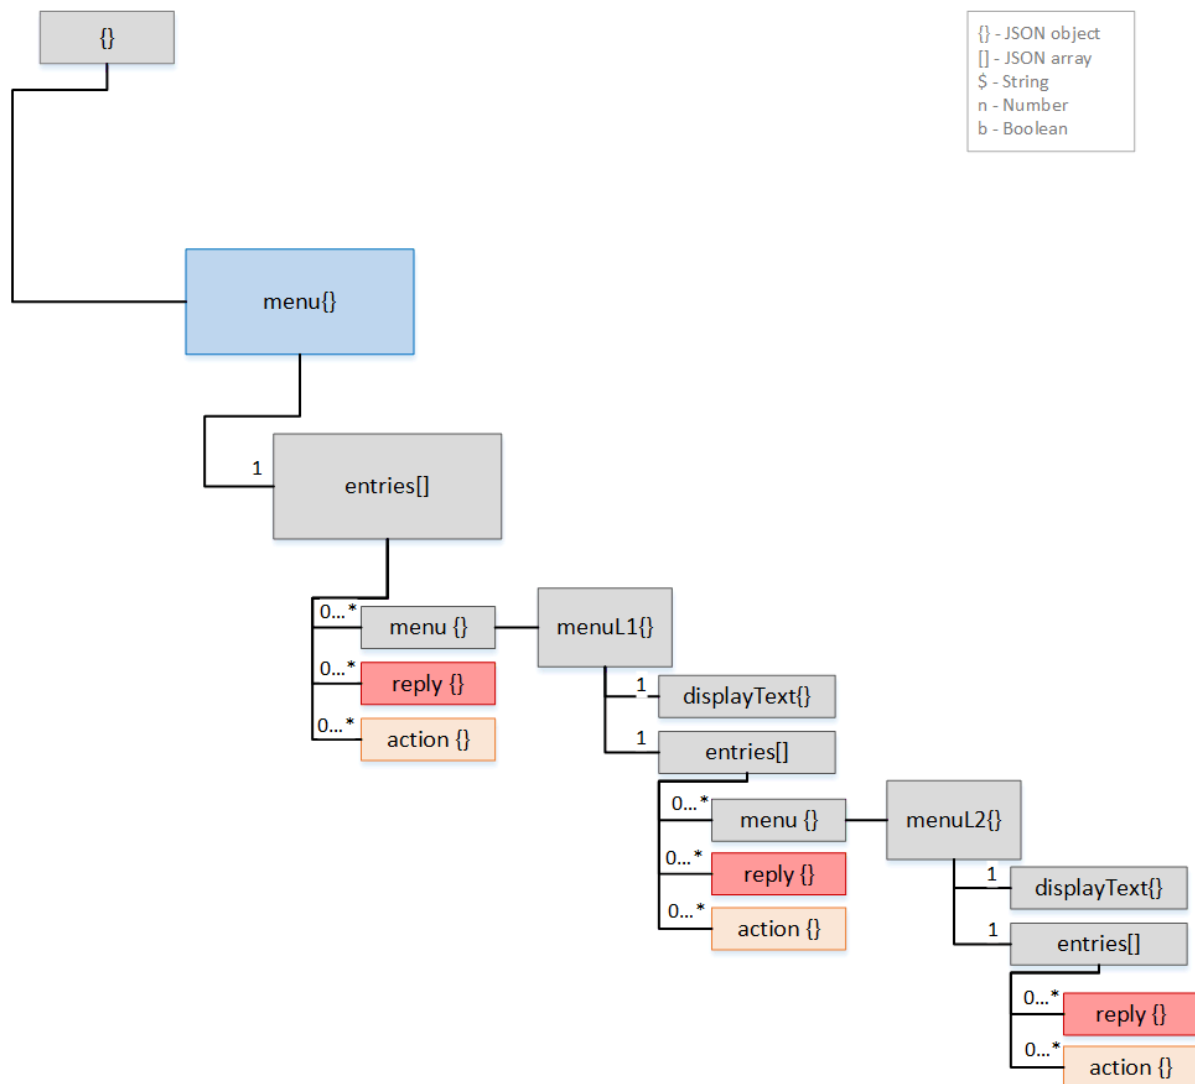 {}
{} - JSON object
[] - JSON array
$ - String
n - Number
b - Boolean
menu{}
1
entries[]
0...*
menu {}
menuL1{}
0...*
reply {}
1
displayText{}
0...*
action {}
1
entries[]
0...*
menu {}
menuL2{}
0...*
reply {}
1
displayText{}
0...*
action {}
1
entries[]
0...*
reply {}
0...*
action {}